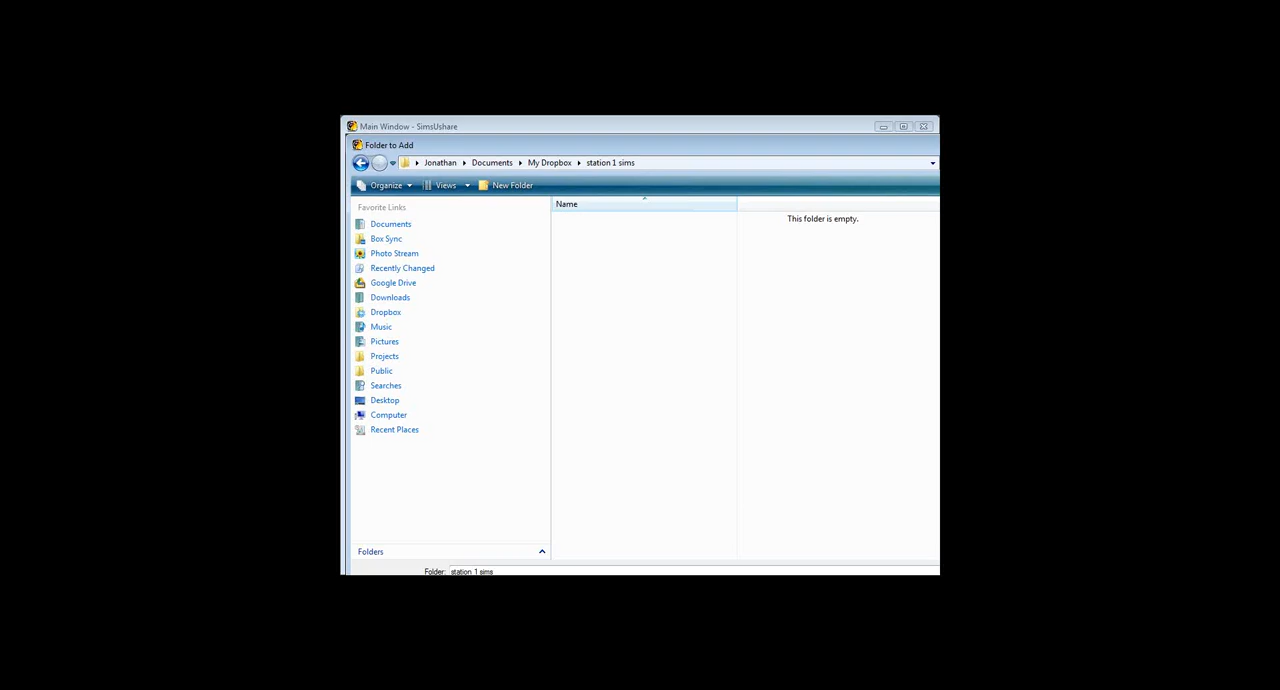 Main Window - SimsUshare
Folder to Add
Jonathan Documents My Dropbox station 1 sims
Organize Views New Folder
Favorite Links
Documents
Box Sync
Photo Stream
Recently Changed
Google Drive
Downloads
Dropbox
Music
Pictures
Projects
Public
Searches
Desktop
Computer
Recent Places
Folders
Name
This folder is empty.
Folder: station 1 sims